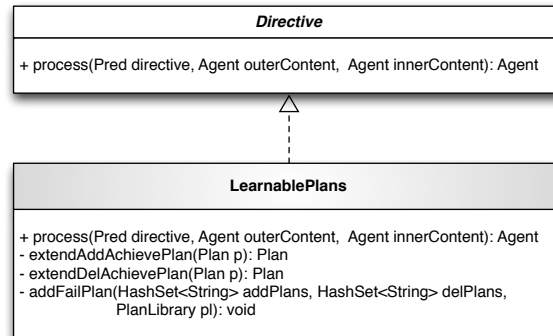 Directive
+ process(Pred directive, Agent outerContent,  Agent innerContent): Agent
LearnablePlans
+ process(Pred directive, Agent outerContent,  Agent innerContent): Agent
- extendAddAchievePlan(Plan p): Plan
- extendDelAchievePlan(Plan p): Plan
- addFailPlan(HashSet<String> addPlans, HashSet<String> delPlans,
PlanLibrary pl): void